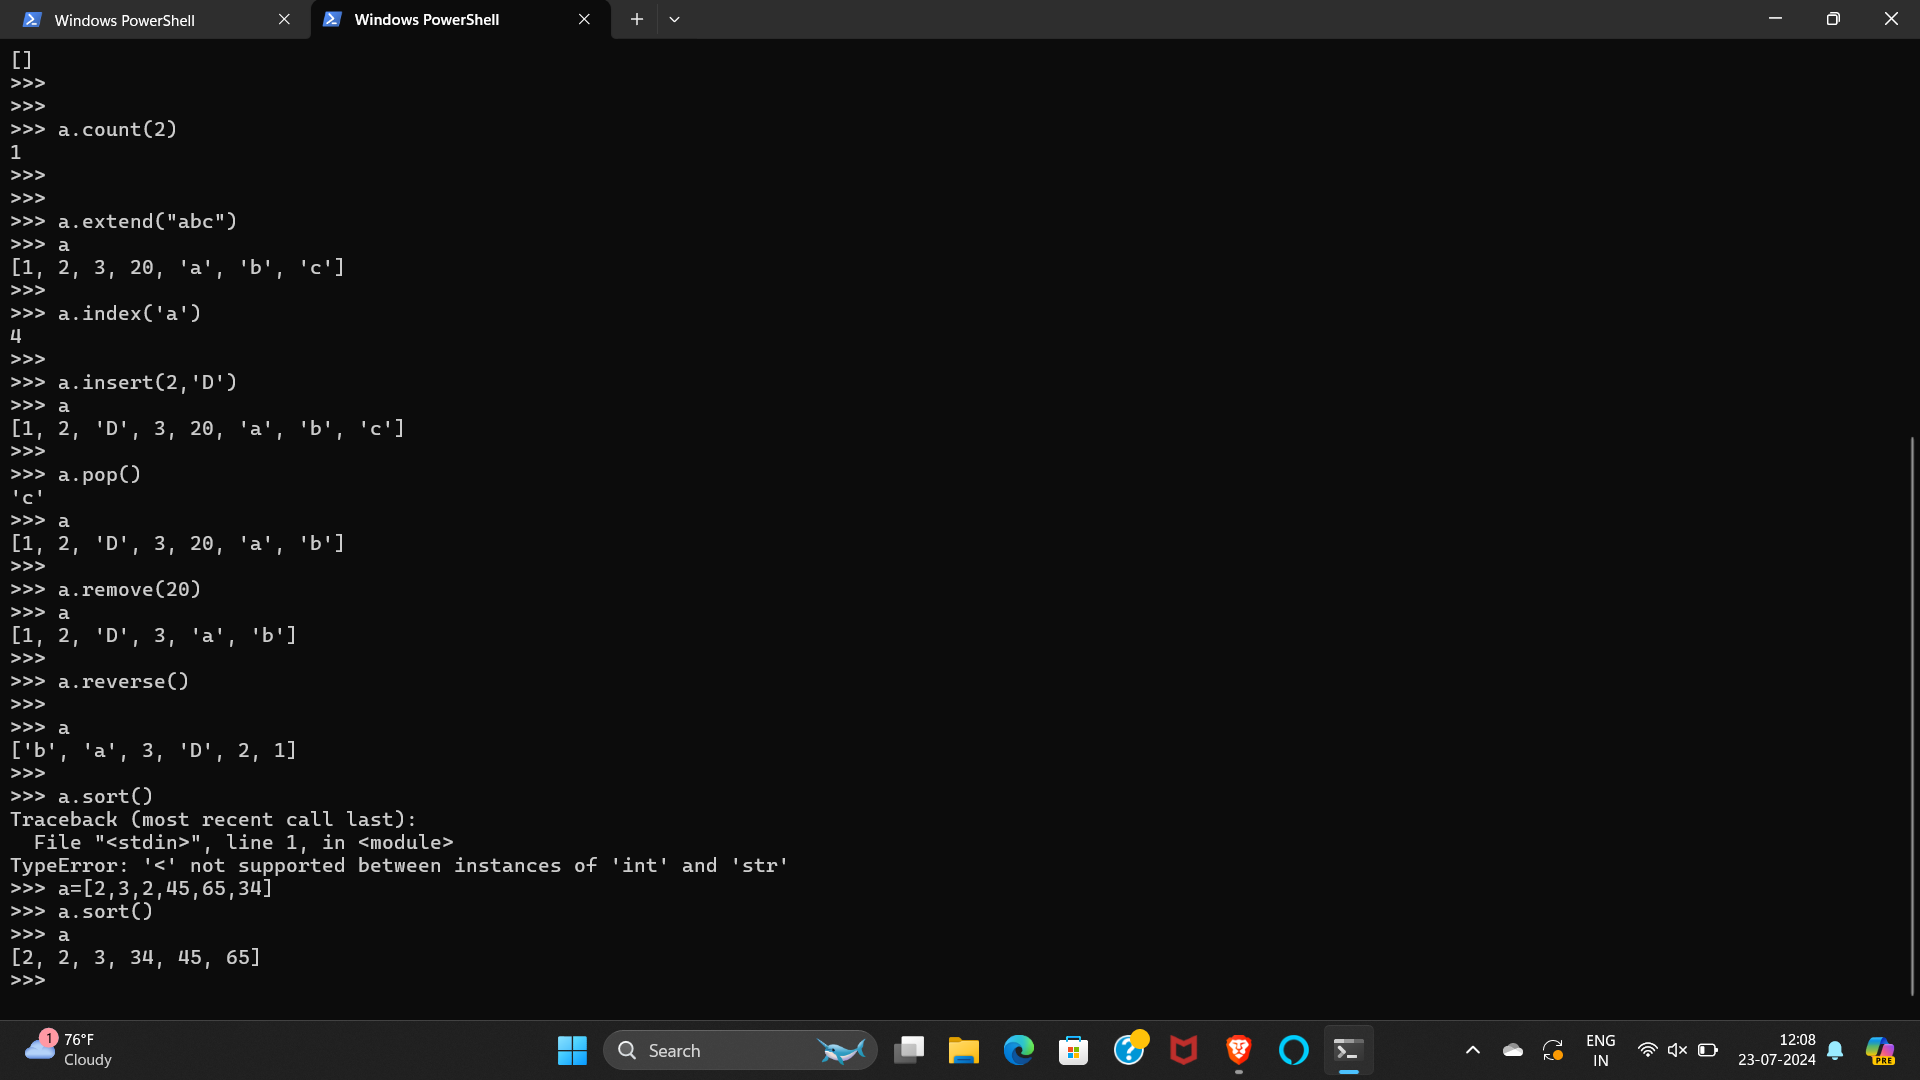 Windows PowerShell
Windows PowerShell
[]
>>>
>>>
>>> a.count(2)
1
>>>
>>>
>>> a.extend("abc")
>>> a
[1, 2, 3, 20, 'a', 'b', 'c']
>>>
>>> a.index('a')
4
>>>
>>> a.insert(2,'D')
>>> a
[1, 2, 'D', 3, 20, 'a', 'b', 'c']
>>>
>>> a.pop()
'c'
>>> a
[1, 2, 'D', 3, 20, 'a', 'b']
>>>
>>> a.remove(20)
>>> a
[1, 2, 'D', 3, 'a', 'b']
>>>
>>> a.reverse()
>>>
>>> a
['b', 'a', 3, 'D', 2, 1]
>>>
>>> a.sort()
Traceback (most recent call last):
  File "<stdin>", line 1, in <module>
TypeError: '<' not supported between instances of 'int' and 'str'
>>> a=[2,3,2,45,65,34]
>>> a.sort()
>>> a
[2, 2, 3, 34, 45, 65]
>>>
1
76°F
Cloudy
Search
ENG
IN
12:08
23-07-2024
PRE